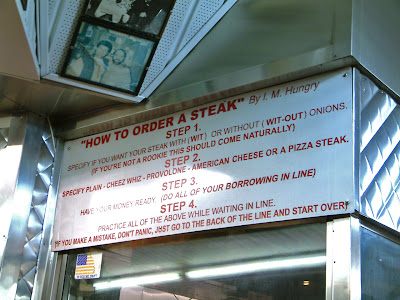 "HOW TO ORDER A STEAK" By I. M. Hungry
STEP 1.
SPECIFY IF YOU WANT YOUR STEAK WITH (WIT) OR WITHOUT (WIT-OUT) ONIONS.
(IF YOU'RE NOT A ROOKIE THIS SHOULD COME NATURALLY)
STEP 2.
SPECIFY PLAIN - CHEEZ WHIZ - PROVOLONE - AMERICAN CHEESE OR A PIZZA STEAK.
STEP 3.
HAVE YOUR MONEY READY. (DO ALL OF YOUR BORROWING IN LINE)
STEP 4.
PRACTICE ALL OF THE ABOVE WHILE WAITING IN LINE.
"IF YOU MAKE A MISTAKE, DON'T PANIC, JUST GO TO THE BACK OF THE LINE AND START OVER"